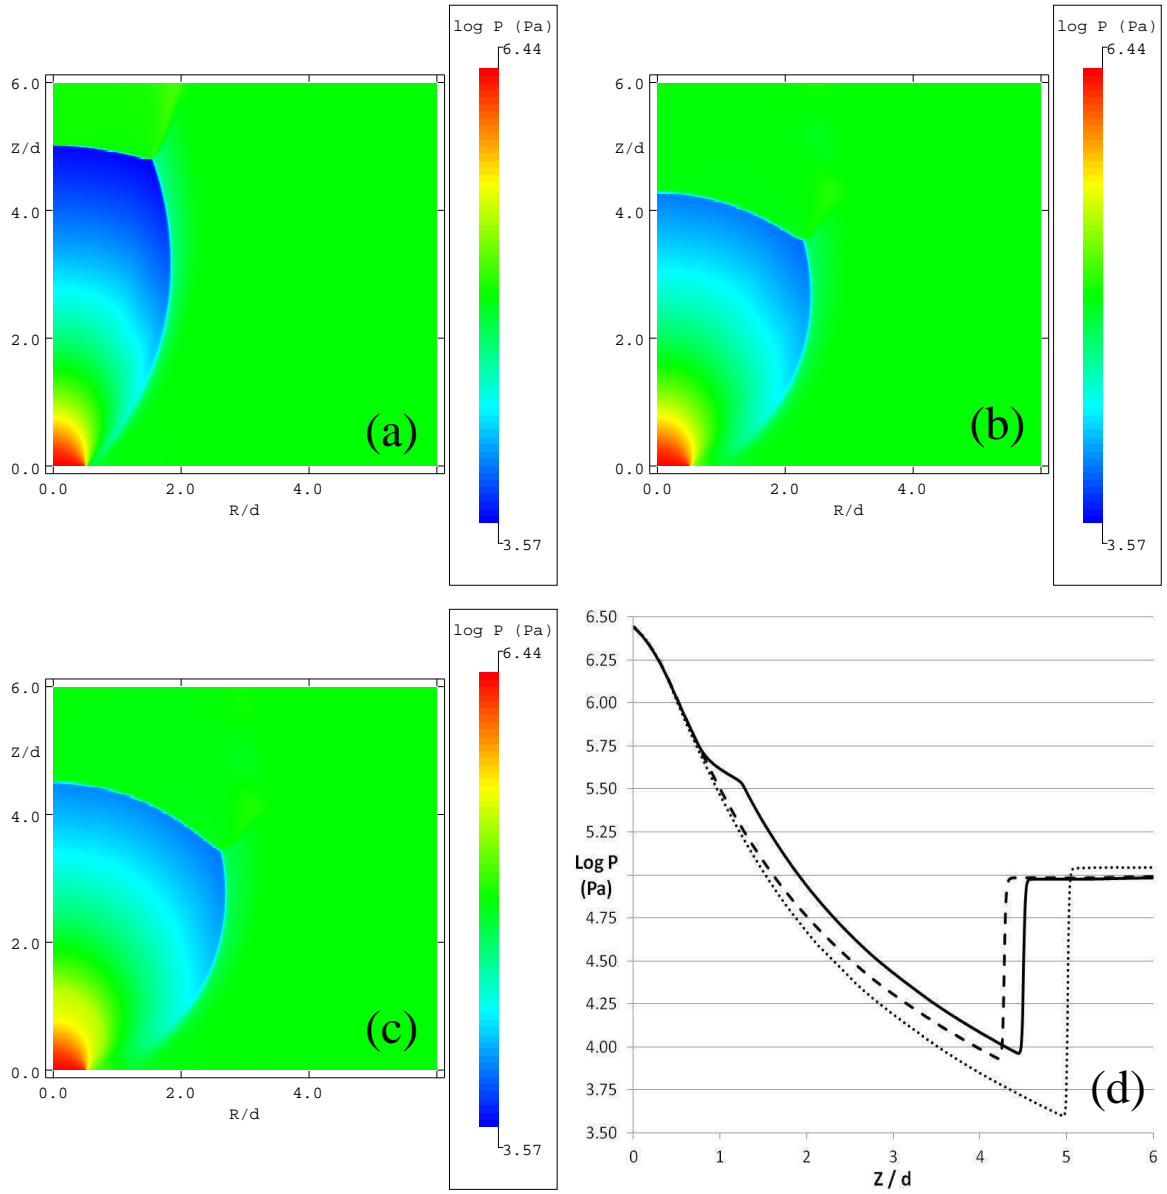 log P (Pa)
6.44
3.57
6.0
Z/d
4.0
2.0
0.0
0.0 2.0 4.0
R/d
(a)
log P (Pa)
6.44
3.57
6.0
Z/d
4.0
2.0
0.0
0.0 2.0 4.0
R/d
(b)
log P (Pa)
6.44
3.57
6.0
Z/d
4.0
2.0
0.0
0.0 2.0 4.0
R/d
(c)
6.50
6.25
6.00
5.75
5.50
5.25
Log P
(Pa)
4.75
4.50
4.25
4.00
3.75
3.50
0 1 2 3 4 5 6
Z / d
(d)